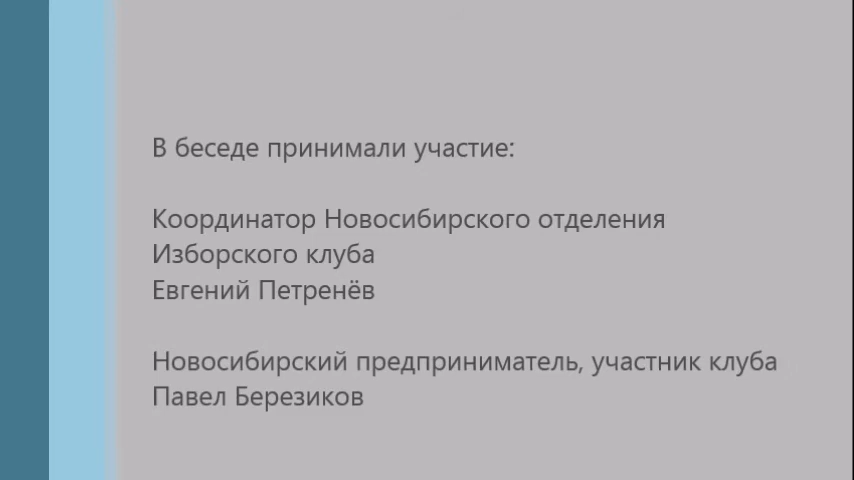 В беседе принимали участие:
Координатор Новосибирского отделения
Изборского клуба
Евгений Петренёв
Новосибирский предприниматель, участник клуба
Павел Березиков